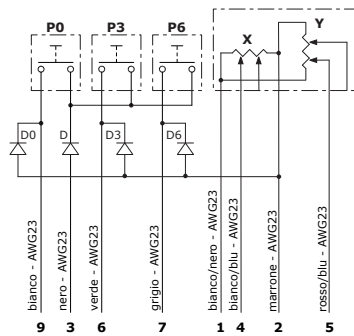 P0 P3 P6 Y
X
D0 D D3 D6
bianco - AWG23
nero - AWG23
verde - AWG23
grigio - AWG23
bianco/nero - AWG23
bianco/blu - AWG23
marrone - AWG23
rosso/blu - AWG23
9 3 6 7 1 4 2 5